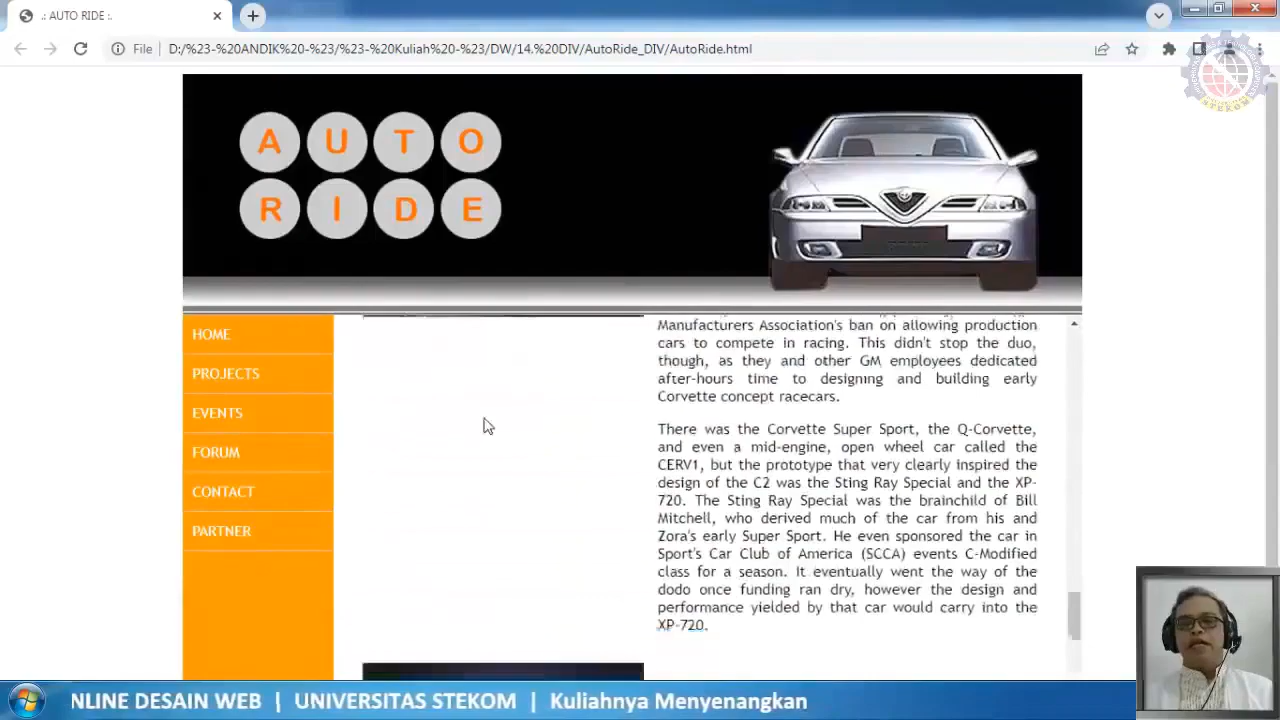 .: AUTO RIDE :.
File
D:/%23-%20ANDIK%20-%23/%23-%20Kuliah%20-%23/DW/14.%20DIV/AutoRide_DIV/AutoRide.html
STEKOM
A U T O
R I D E
HOME
PROJECTS
EVENTS
FORUM
CONTACT
PARTNER
Manufacturers Association's ban on allowing production
cars to compete in racing. This didn't stop the duo,
though, as they and other GM employees dedicated
after-hours time to designing and building early
Corvette concept racecars.
There was the Corvette Super Sport, the Q-Corvette,
and even a mid-engine, open wheel car called the
CERV1, but the prototype that very clearly inspired the
design of the C2 was the Sting Ray Special and the XP-
720. The Sting Ray Special was the brainchild of Bill
Mitchell, who derived much of the car from his and
Zora's early Super Sport. He even sponsored the car in
Sport's Car Club of America (SCCA) events C-Modified
class for a season. It eventually went the way of the
dodo once funding ran dry, however the design and
performance yielded by that car would carry into the
XP-720.
NLINE DESAIN WEB | UNIVERSITAS STEKOM | Kuliahnya Menyenangkan